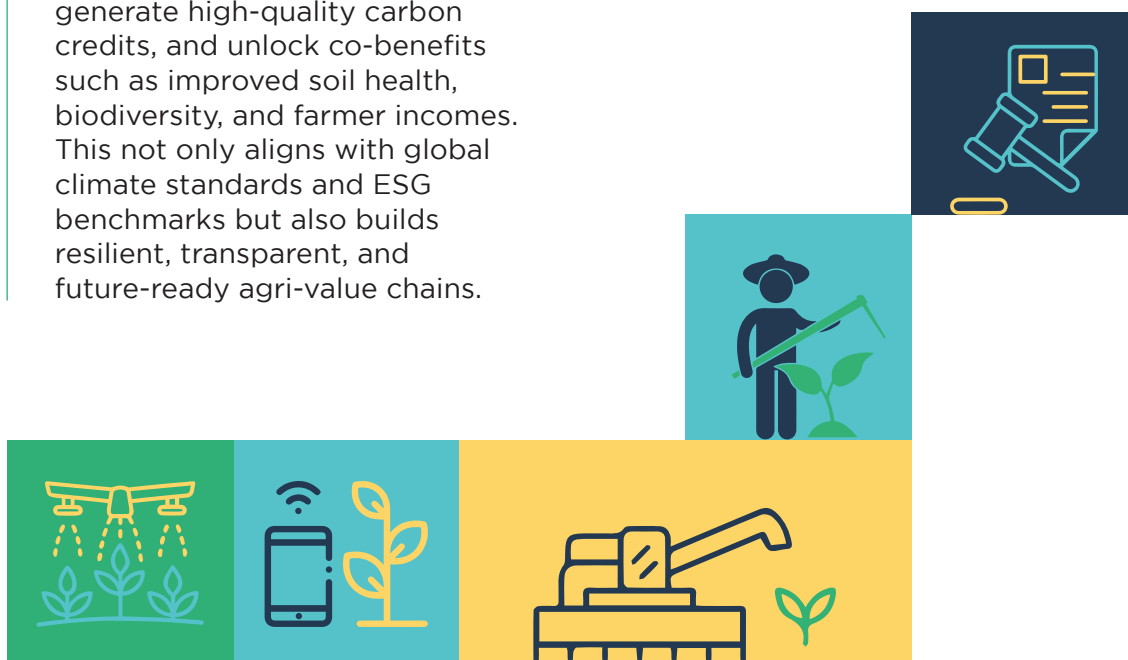 generate high-quality carbon
credits, and unlock co-benefits
such as improved soil health,
biodiversity, and farmer incomes.
This not only aligns with global
climate standards and ESG
benchmarks but also builds
resilient, transparent, and
future-ready agri-value chains.